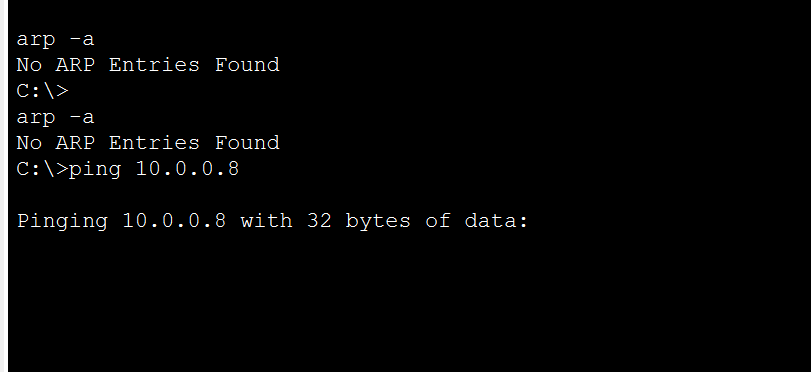 arp -a
No ARP Entries Found
C:\>
arp -a
No ARP Entries Found
C:\>ping 10.0.0.8
Pinging 10.0.0.8 with 32 bytes of data: